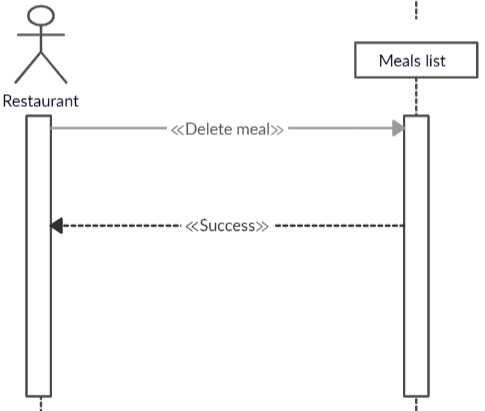 Meals list
Restaurant
≪Delete meal≫
≪Success≫